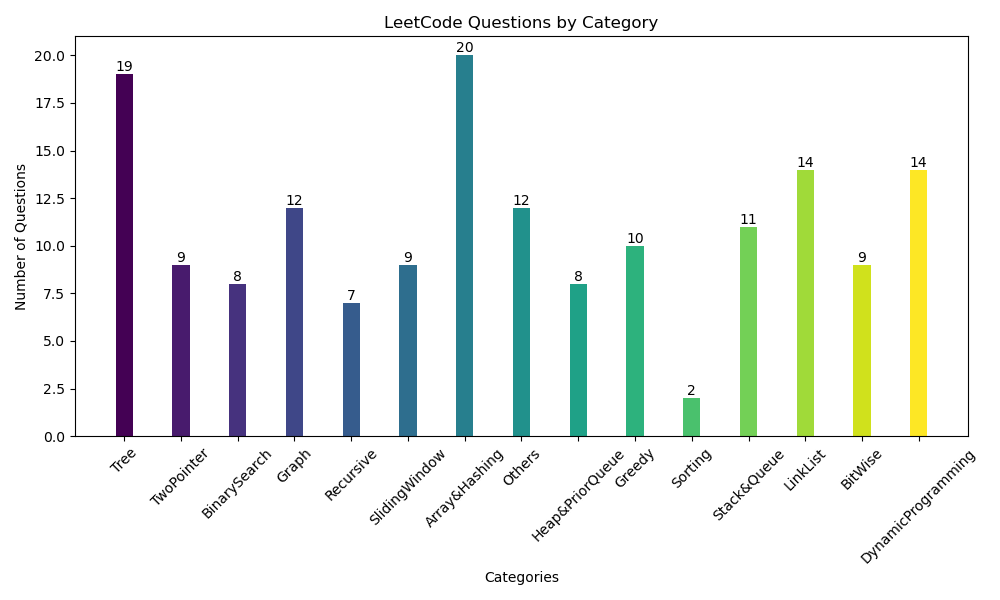 LeetCode Questions by Category
Number of Questions
20.0
17.5
15.0
12.5
10.0
7.5
5.0
2.5
0.0
19
9
8
12
7
9
20
12
8
10
2
11
14
9
14
Tree
TwoPointer
BinarySearch
Graph
Recursive
SlidingWindow
Array&Hashing
Others
Heap&PriorQueue
Greedy
Sorting
Stack&Queue
LinkList
BitWise
DynamicProgramming
Categories